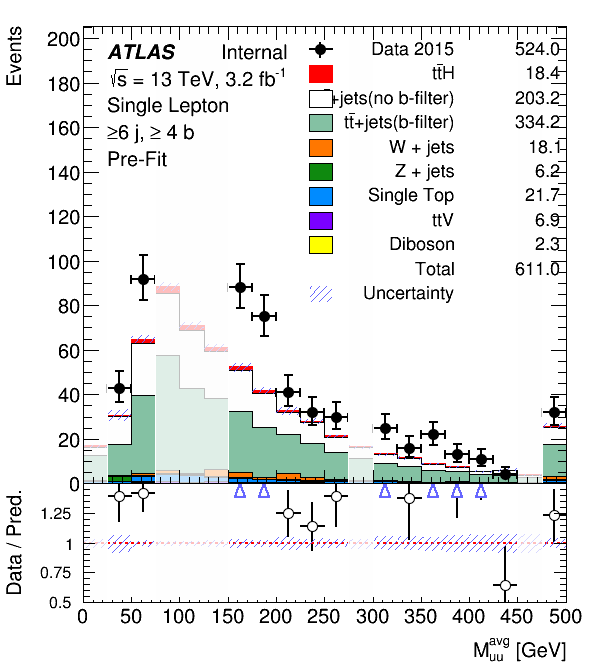 Events
ATLAS Internal
√s = 13 TeV, 3.2 fb⁻¹
Single Lepton
≥6 j, ≥ 4 b
Pre-Fit
Data 2015 524.0
tt̄H 18.4
+jets(no b-filter) 203.2
tt̄+jets(b-filter) 334.2
W + jets 18.1
Z + jets 6.2
Single Top 21.7
ttV 6.9
Diboson 2.3
Total 611.0
Uncertainty
200
180
160
140
120
100
80
60
40
20
0
Data / Pred.
1.25
1
0.75
0.5
0 50 100 150 200 250 300 350 400 450 500
M_uu^avg [GeV]